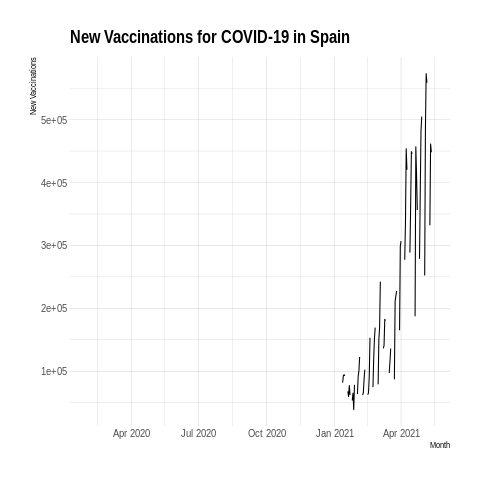 New Vaccinations for COVID-19 in Spain
New Vaccinations
5e+05
4e+05
3e+05
2e+05
1e+05
Apr 2020 Jul 2020 Oct 2020 Jan 2021 Apr 2021
Month